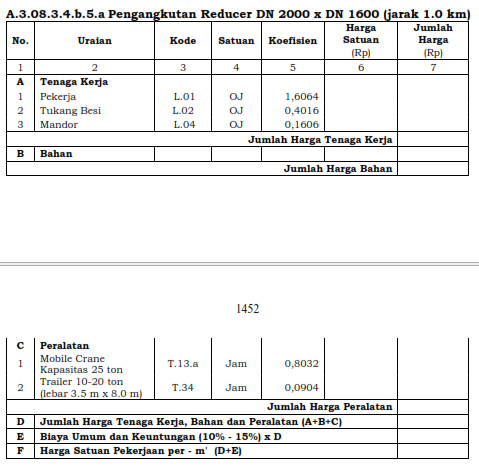 A.3.08.3.4.b.5.a Pengangkutan Reducer DN 2000 x DN 1600 (jarak 1.0 km)
No. Uraian Kode Satuan Koefisien Harga Satuan (Rp) Jumlah Harga (Rp)
1 2 3 4 5 6 7
A Tenaga Kerja
1 Pekerja L.01 OJ 1,6064
2 Tukang Besi L.02 OJ 0,4016
3 Mandor L.04 OJ 0,1606
Jumlah Harga Tenaga Kerja
B Bahan
Jumlah Harga Bahan
1452
C Peralatan
1 Mobile Crane Kapasitas 25 ton T.13.a Jam 0,8032
2 Trailer 10-20 ton (lebar 3.5 m x 8.0 m) T.34 Jam 0,0904
Jumlah Harga Peralatan
D Jumlah Harga Tenaga Kerja, Bahan dan Peralatan (A+B+C)
E Biaya Umum dan Keuntungan (10% - 15%) x D
F Harga Satuan Pekerjaan per - m' (D+E)